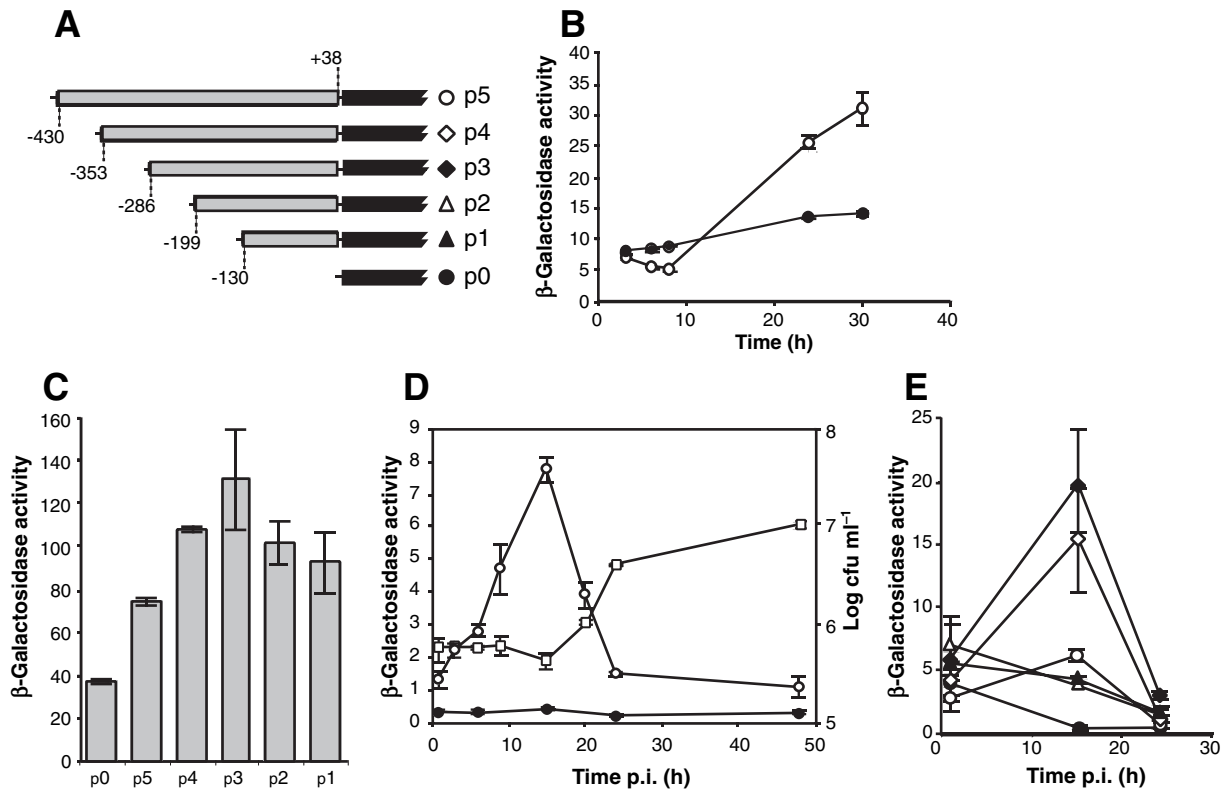 A
+38
p5
-430
p4
-353
p3
-286
p2
-199
p1
-130
p0
B
β-Galactosidase activity
40
35
30
25
20
15
10
5
0
0 10 20 30 40
Time (h)
C
β-Galactosidase activity
160
140
120
100
80
60
40
20
0
p0 p5 p4 p3 p2 p1
D
β-Galactosidase activity
9
8
7
6
5
4
3
2
1
0
8
7
6
5
Log cfu ml⁻¹
0 10 20 30 40 50
Time p.i. (h)
E
β-Galactosidase activity
25
20
15
10
5
0
0 10 20 30
Time p.i. (h)